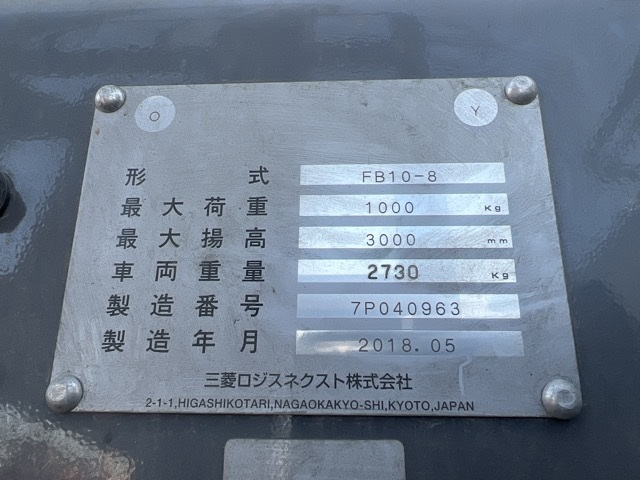 O Y
形式 FB10-8
最大荷重 1000 Kg
最大揚高 3000 mm
車両重量 2730 Kg
製造番号 7P040963
製造年月 2018.05
三菱ロジスネクスト株式会社
2-1-1,HIGASHIKOTARI,NAGAOKAKYO-SHI,KYOTO,JAPAN